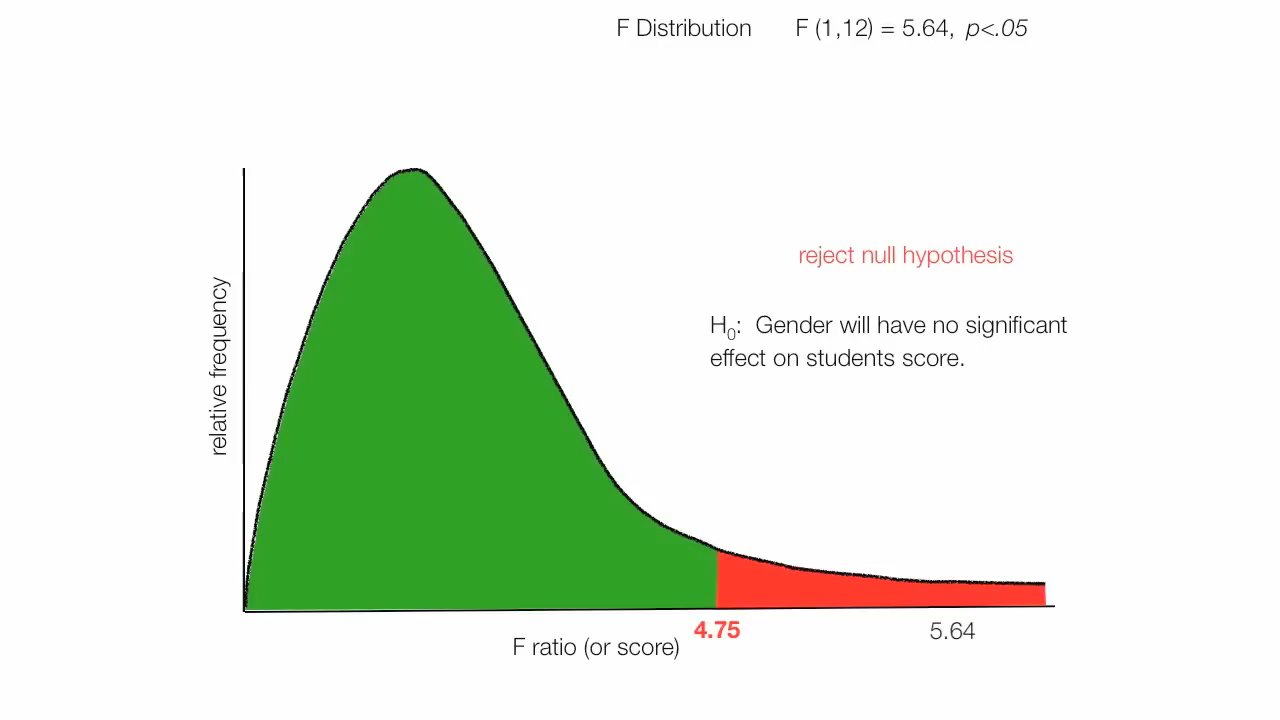 F Distribution F (1,12) = 5.64, p<.05
reject null hypothesis
H0: Gender will have no significant
effect on students score.
relative frequency
4.75
5.64
F ratio (or score)